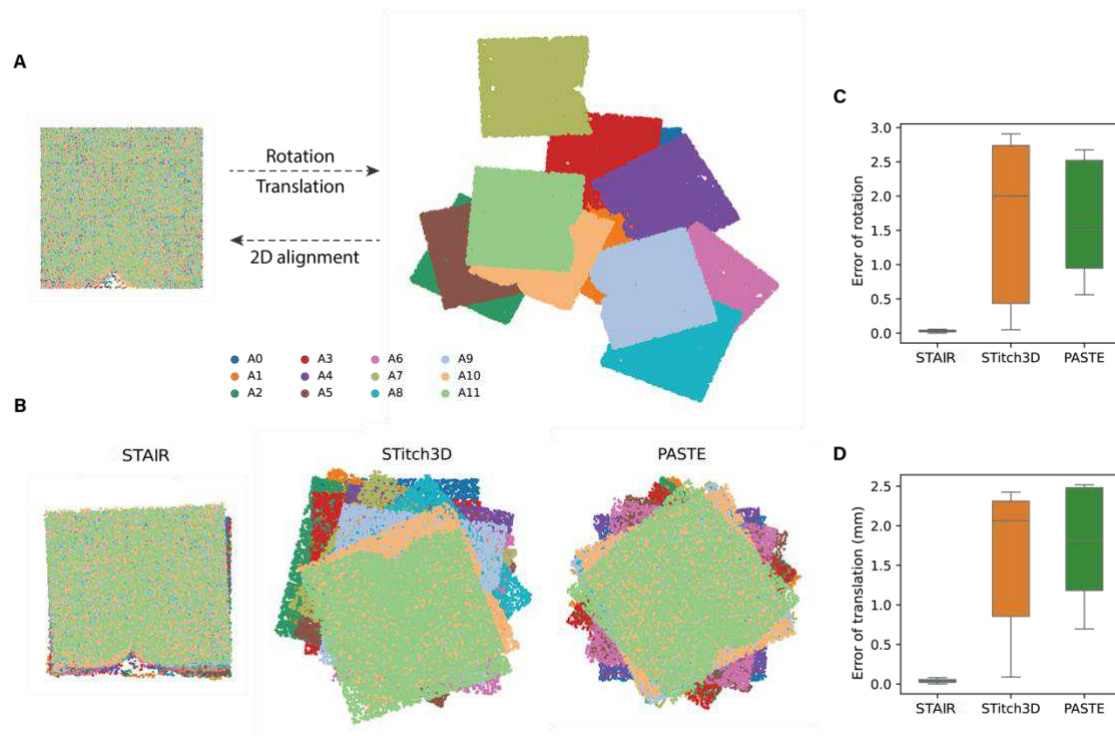 A
Rotation
Translation
2D alignment
A0 A3 A6 A9
A1 A4 A7 A10
A2 A5 A8 A11
B
STAIR
STitch3D
PASTE
C
Error of rotation
3.0
2.5
2.0
1.5
1.0
0.5
0.0
STAIR STitch3D PASTE
D
Error of translation (mm)
2.5
2.0
1.5
1.0
0.5
0.0
STAIR STitch3D PASTE